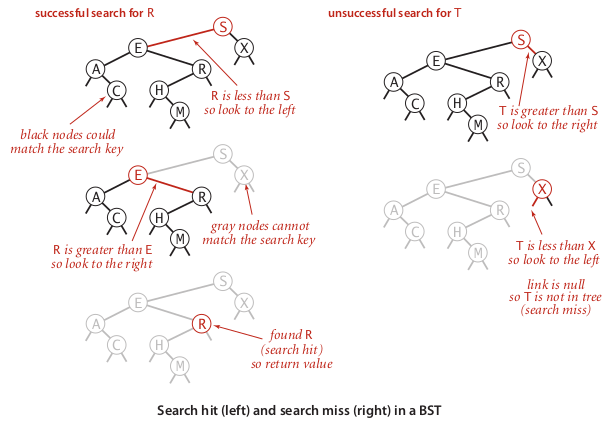 successful search for R
S
E
X
A
R
C
H
M
R is less than S
so look to the left
black nodes could
match the search key
S
E
X
A
R
C
H
M
gray nodes cannot
match the search key
R is greater than E
so look to the right
S
E
X
A
R
C
H
M
found R
(search hit)
so return value
unsuccessful search for T
S
E
X
A
R
C
H
M
T is greater than S
so look to the right
S
E
X
A
R
C
H
M
T is less than X
so look to the left
link is null
so T is not in tree
(search miss)
Search hit (left) and search miss (right) in a BST